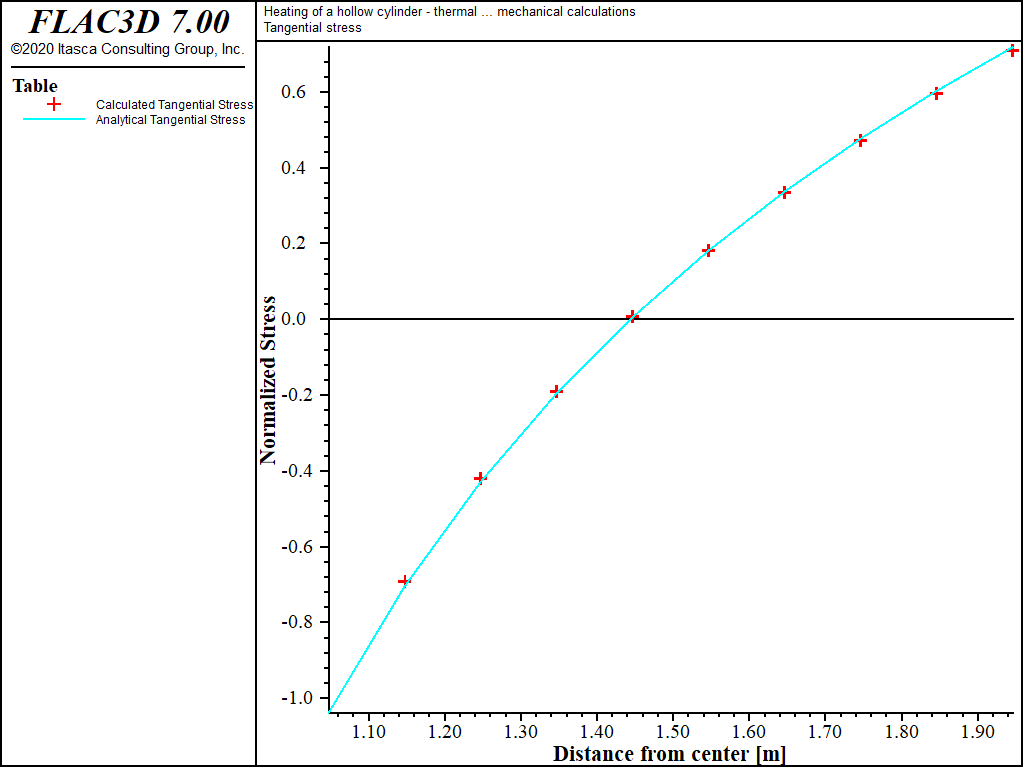 FLAC3D 7.00
©2020 Itasca Consulting Group, Inc.
Table
Calculated Tangential Stress
Analytical Tangential Stress
Heating of a hollow cylinder - thermal … mechanical calculations
Tangential stress
Normalized Stress
0.6
0.4
0.2
0.0
-0.2
-0.4
-0.6
-0.8
-1.0
1.10 1.20 1.30 1.40 1.50 1.60 1.70 1.80 1.90
Distance from center [m]